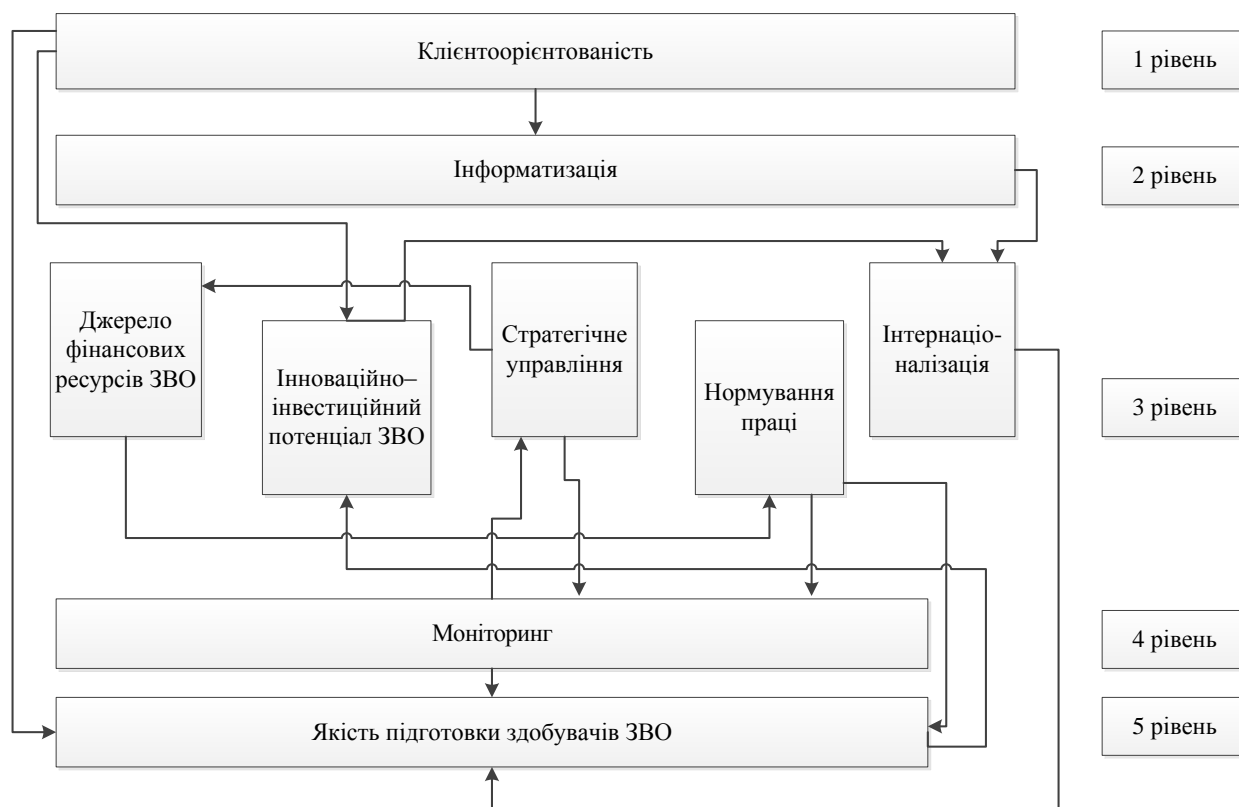 Клієнтоорієнтованість
1 рівень
Інформатизація
2 рівень
Джерело
фінансових
ресурсів ЗВО
Інноваційно–
інвестиційний
потенціал ЗВО
Стратегічне
управління
Нормування
праці
Інтернаціо-
налізація
3 рівень
Моніторинг
4 рівень
Якість підготовки здобувачів ЗВО
5 рівень